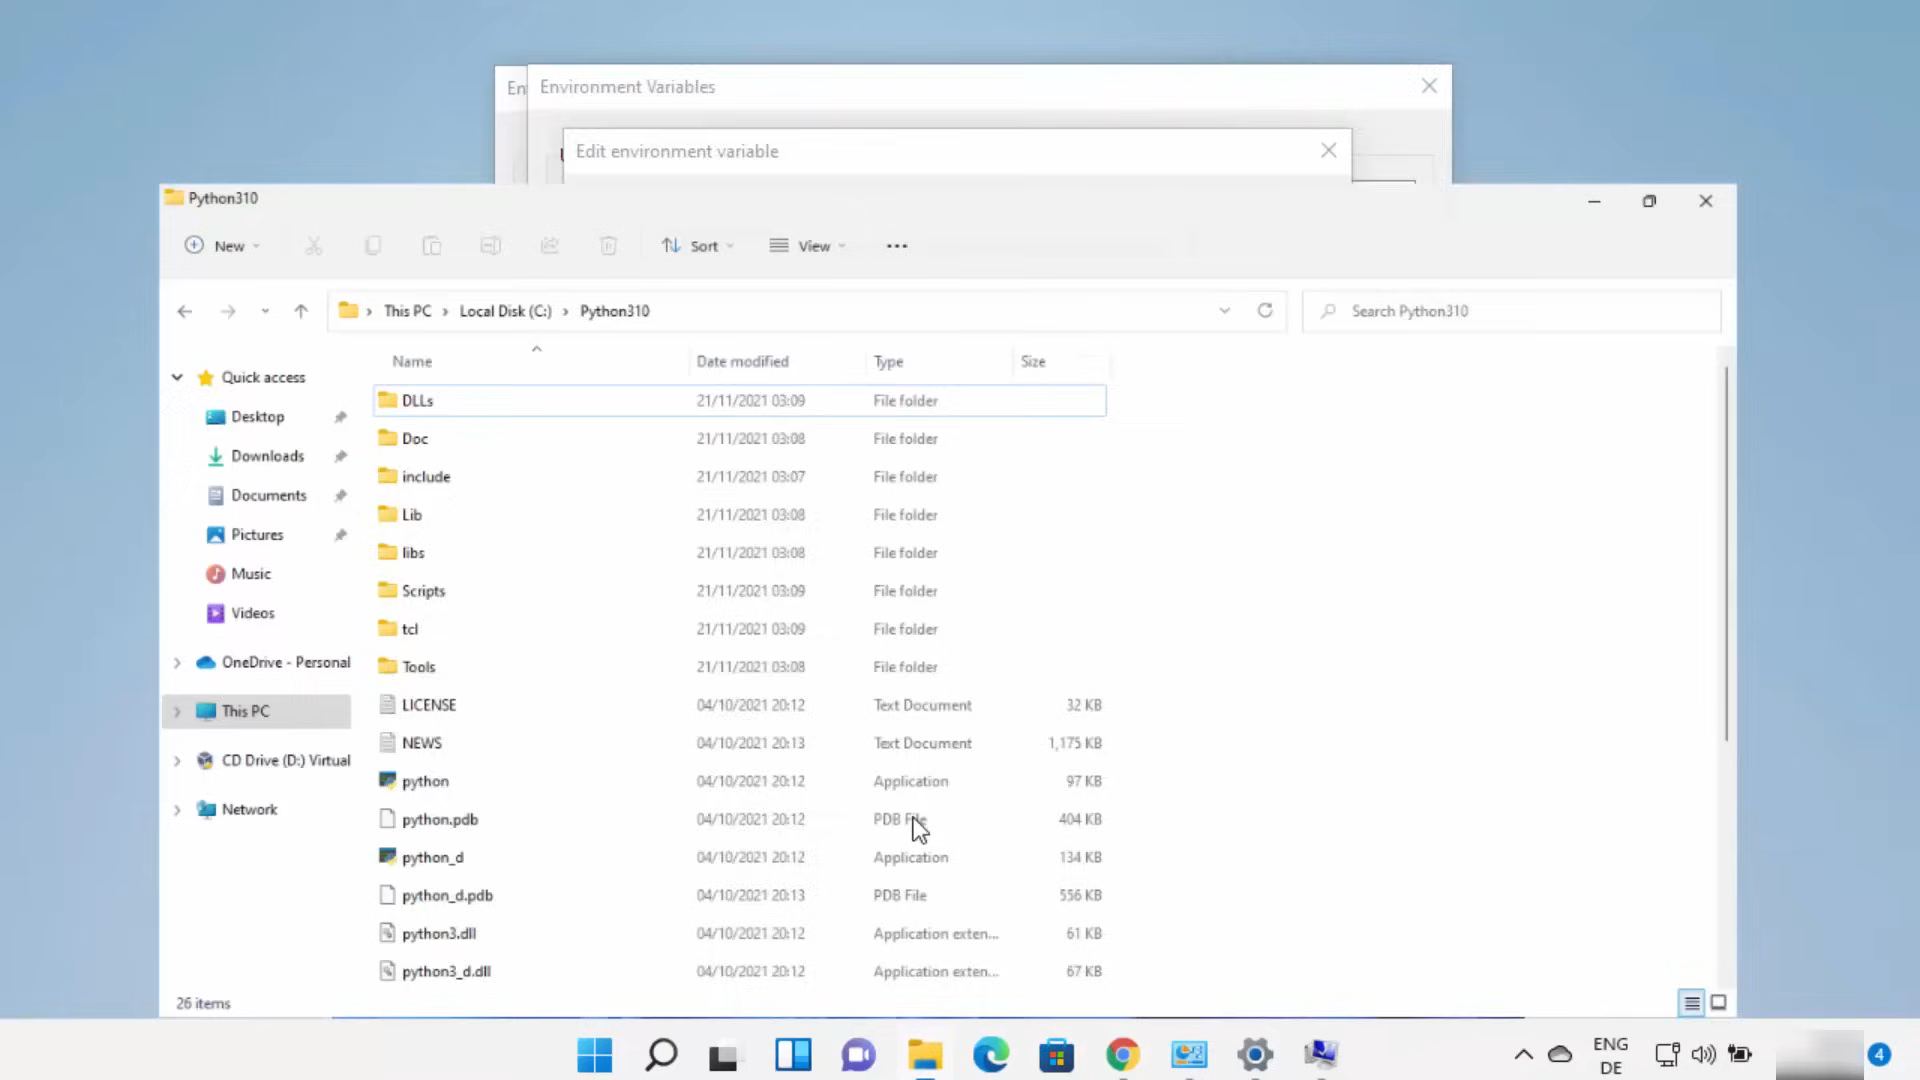 En
Environment Variables
Edit environment variable
Python310
New
Sort
View
This PC
Local Disk (C:)
Python310
Search Python310
Name
Date modified
Type
Size
Quick access
Desktop
Downloads
Documents
Pictures
Music
Videos
OneDrive - Personal
This PC
CD Drive (D:) Virtual
Network
DLLs 21/11/2021 03:09 File folder
Doc 21/11/2021 03:08 File folder
include 21/11/2021 03:07 File folder
Lib 21/11/2021 03:08 File folder
libs 21/11/2021 03:08 File folder
Scripts 21/11/2021 03:09 File folder
tcl 21/11/2021 03:09 File folder
Tools 21/11/2021 03:08 File folder
LICENSE 04/10/2021 20:12 Text Document 32 KB
NEWS 04/10/2021 20:13 Text Document 1,175 KB
python 04/10/2021 20:12 Application 97 KB
python.pdb 04/10/2021 20:12 PDB File 404 KB
python_d 04/10/2021 20:12 Application 134 KB
python_d.pdb 04/10/2021 20:13 PDB File 556 KB
python3.dll 04/10/2021 20:12 Application exten... 61 KB
python3_d.dll 04/10/2021 20:12 Application exten... 67 KB
26 items
ENG
DE
4